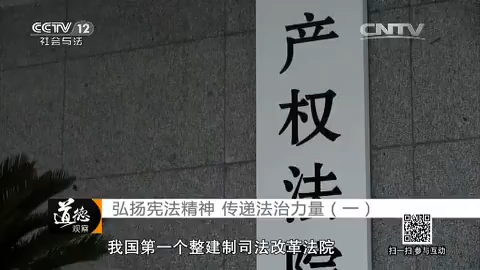 CCTV 12
社会与法
CNTV
产权法院
道德
观察
弘扬宪法精神 传递法治力量（一）
我国第一个整建制司法改革法院
扫一扫 参与互动